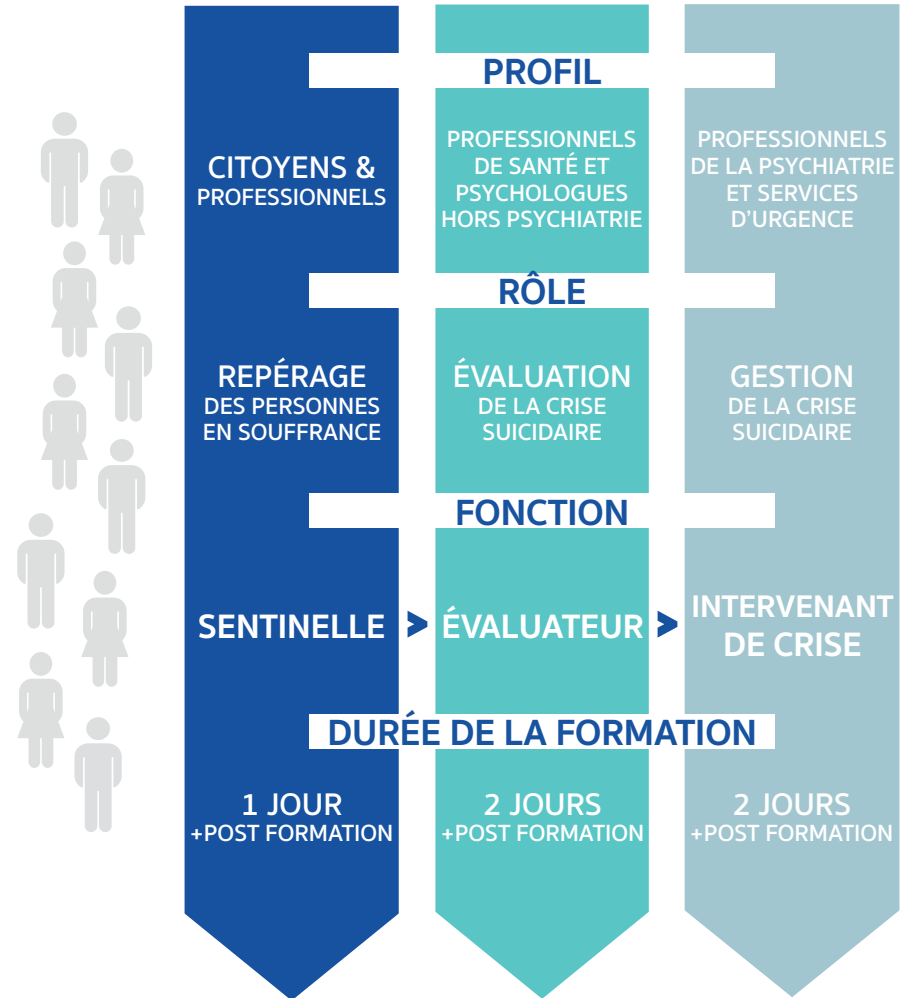 PROFIL
CITOYENS &
PROFESSIONNELS
PROFESSIONNELS
DE SANTÉ ET
PSYCHOLOGUES
HORS PSYCHIATRIE
PROFESSIONNELS
DE LA PSYCHIATRIE
ET SERVICES
D'URGENCE
RÔLE
REPÉRAGE
DES PERSONNES
EN SOUFFRANCE
ÉVALUATION
DE LA CRISE
SUICIDAIRE
GESTION
DE LA CRISE
SUICIDAIRE
FONCTION
SENTINELLE > ÉVALUATEUR >
INTERVENANT
DE CRISE
DURÉE DE LA FORMATION
1 JOUR
+POST FORMATION
2 JOURS
+POST FORMATION
2 JOURS
+POST FORMATION